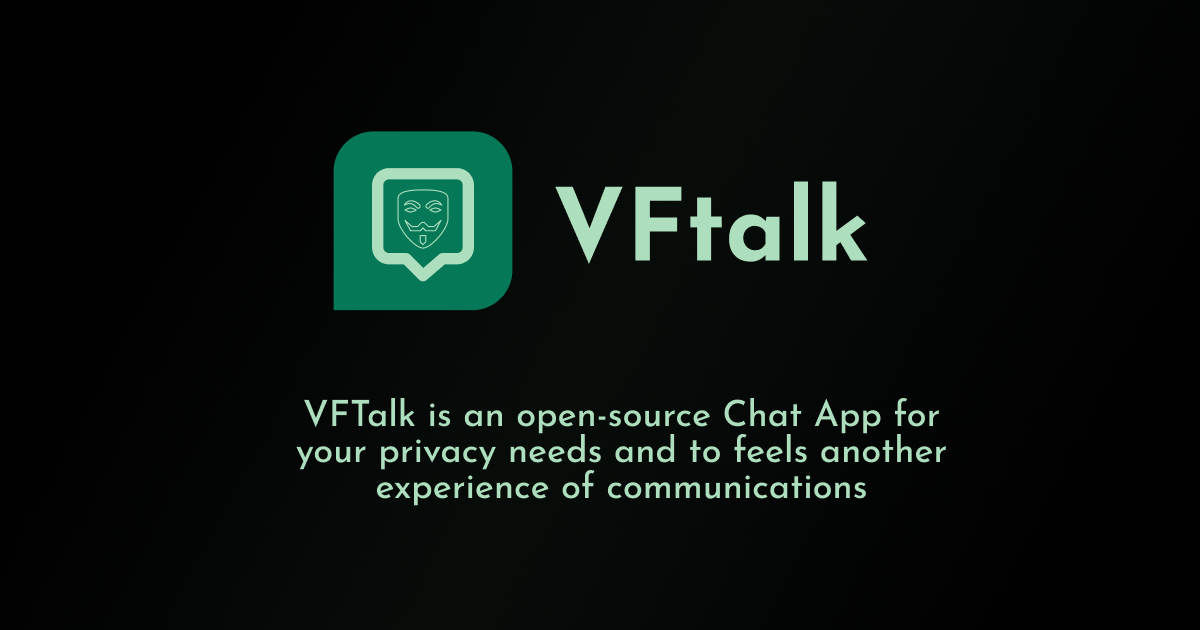 VFtalk
VFTalk is an open-source Chat App for
your privacy needs and to feels another
experience of communications